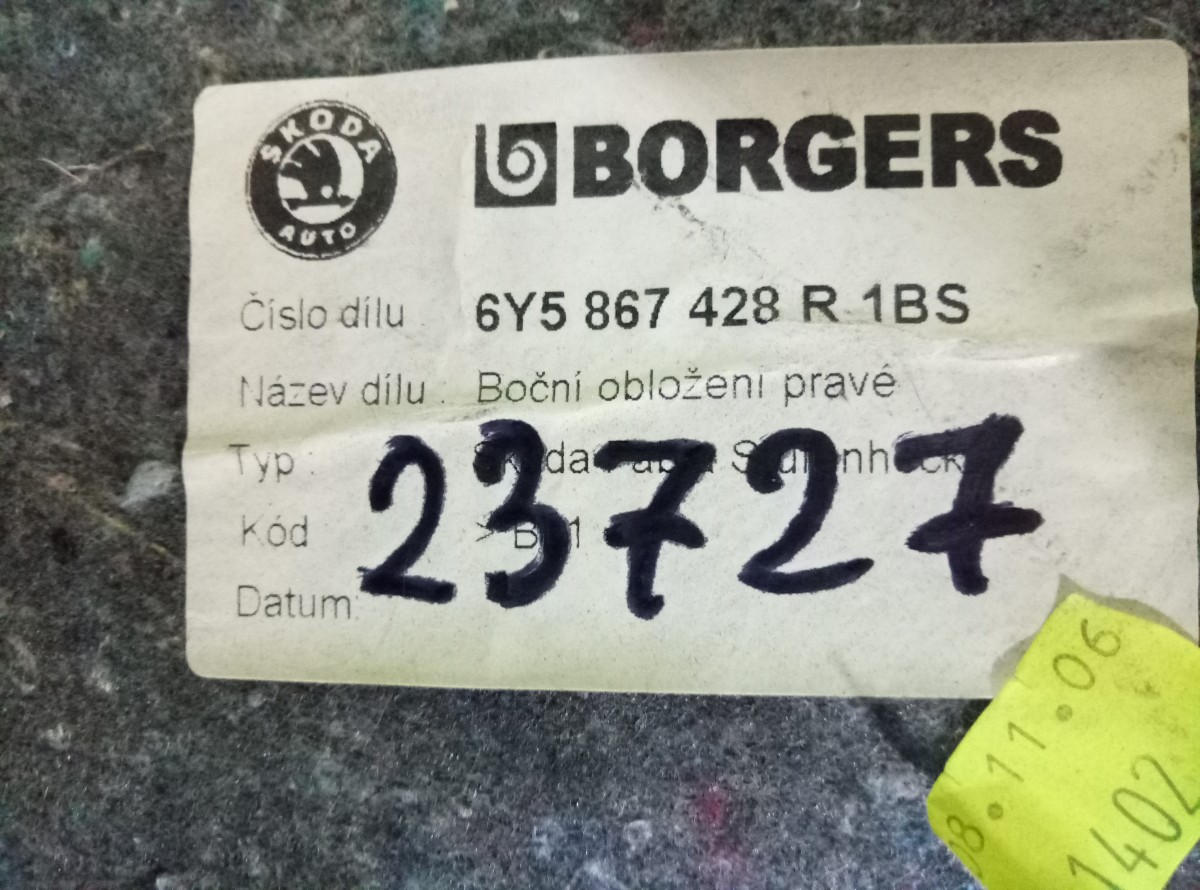 ŠKODA
AUTO
BORGERS
Číslo dílu : 6Y5 867 428 R 1BS
Název dílu : Boční obložení pravé
Typ :
Kód
Datum:
23727
08.11.06
1402